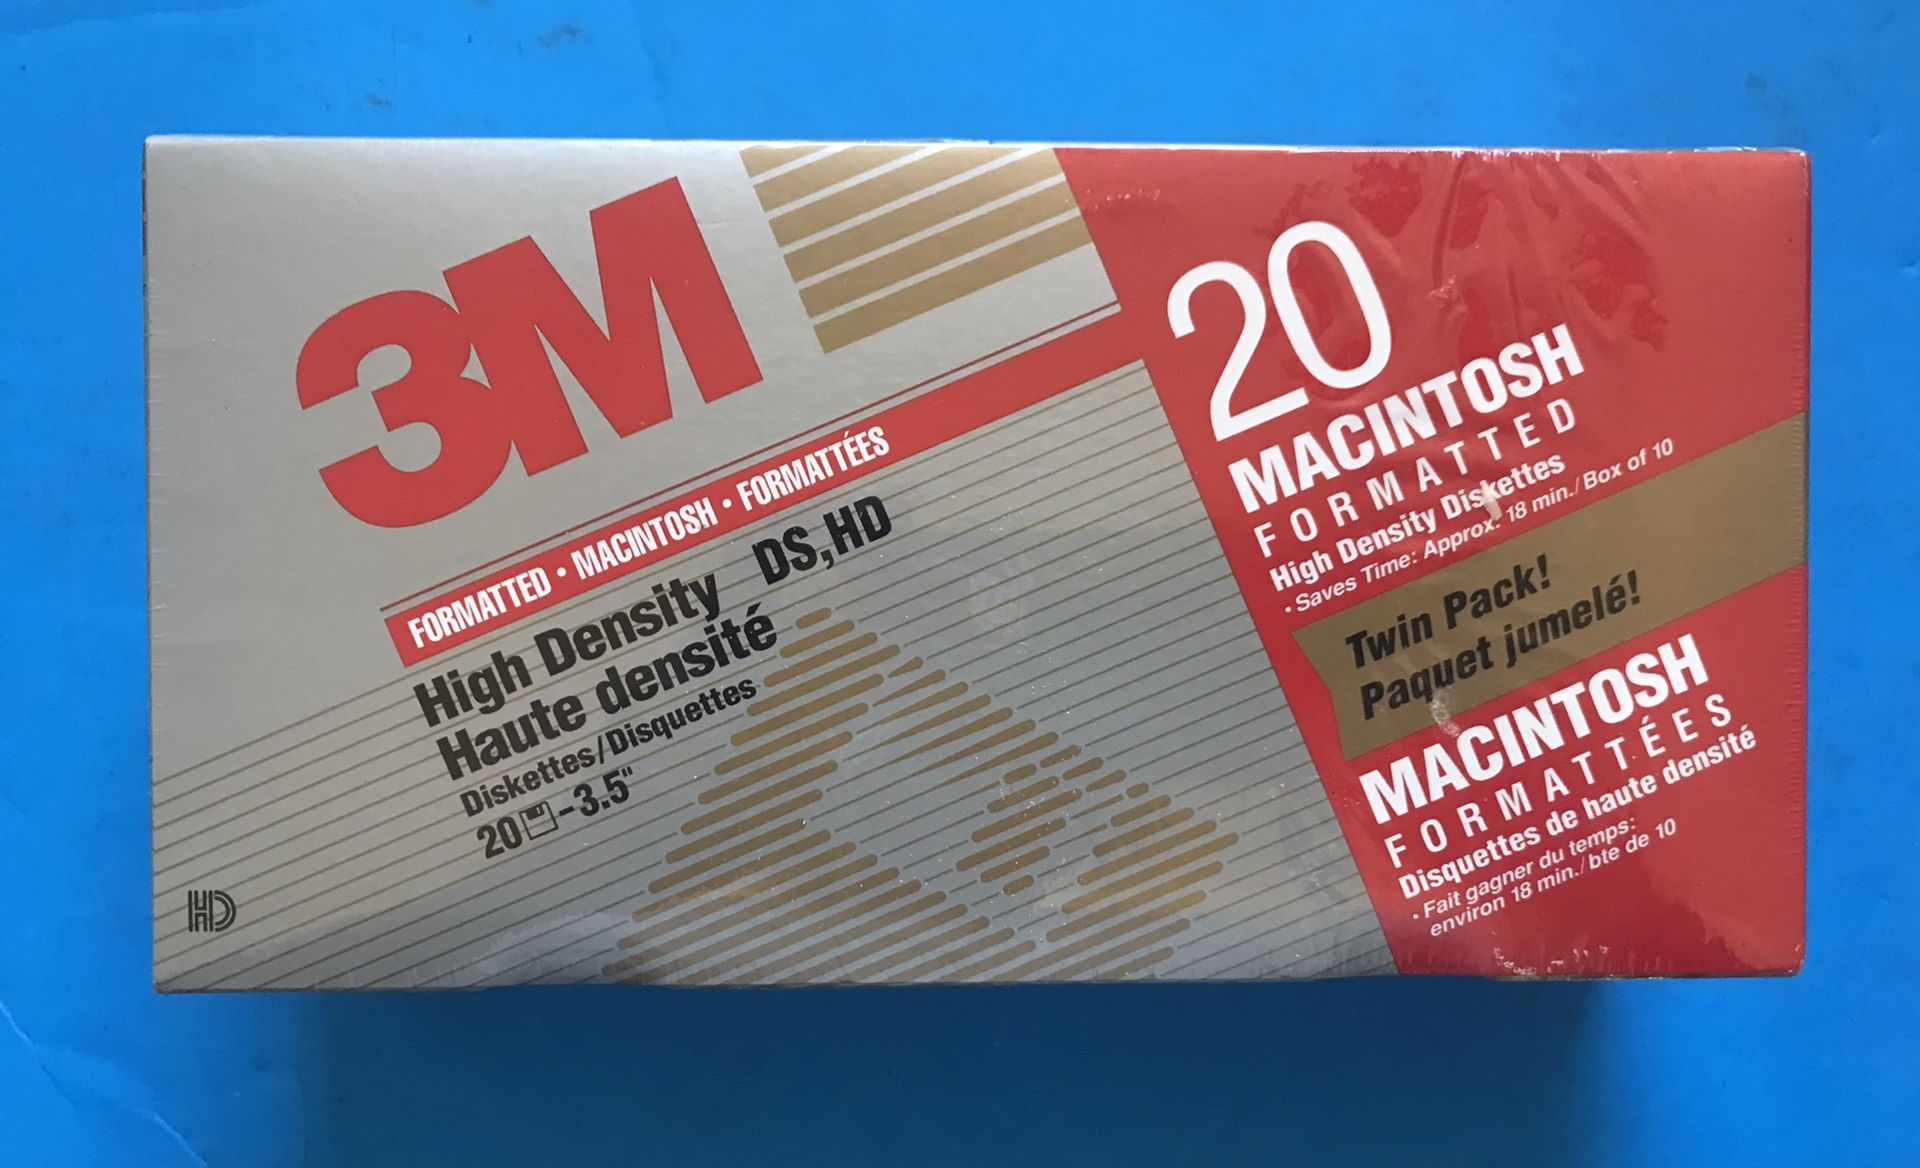 3M
FORMATTED • MACINTOSH • FORMATTÉES
High Density DS,HD
Haute densité
Diskettes/Disquettes
20 -3.5"
HD
20
MACINTOSH
FORMATTED
High Density Diskettes
• Saves Time: Approx. 18 min./Box of 10
Twin Pack!
Paquet jumelé!
MACINTOSH
FORMATTÉES
Disquettes de haute densité
• Fait gagner du temps:
environ 18 min./bte de 10